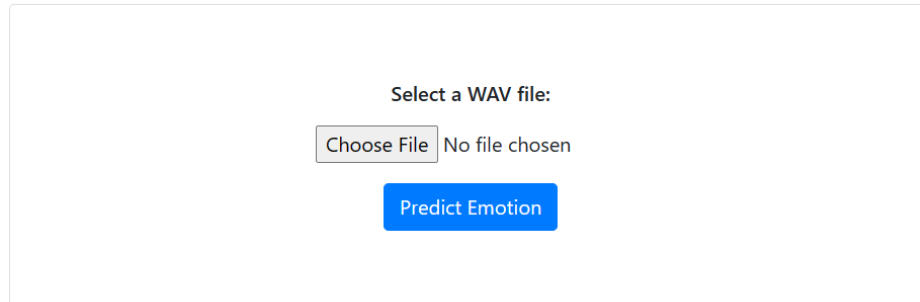 Select a WAV file:
Choose File No file chosen
Predict Emotion